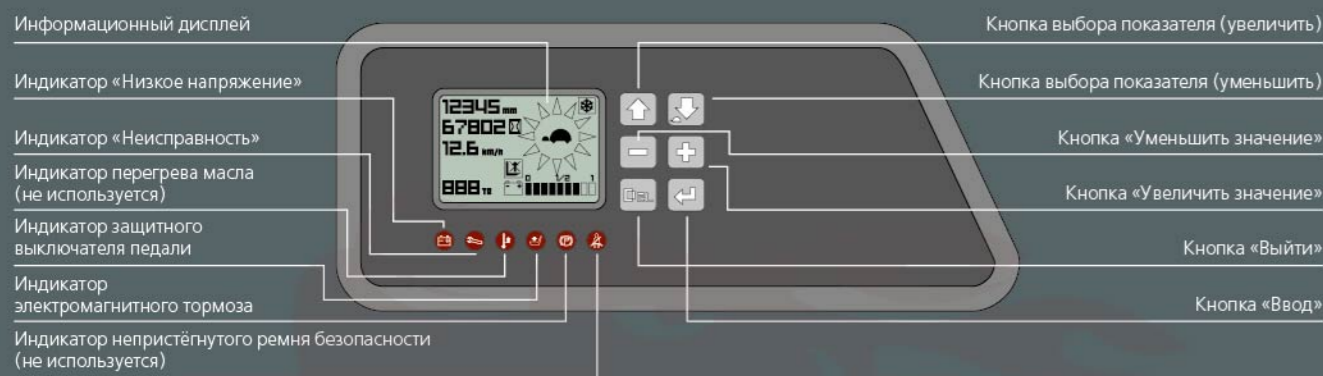 Информационный дисплей
Индикатор «Низкое напряжение»
Индикатор «Неисправность»
Индикатор перегрева масла
(не используется)
Индикатор защитного
выключателя педали
Индикатор
электромагнитного тормоза
Индикатор непристёгнутого ремня безопасности
(не используется)
12345 mm
67802
12.6 km/h
888
0 1/2 1
P
Кнопка выбора показателя (увеличить)
Кнопка выбора показателя (уменьшить)
Кнопка «Уменьшить значение»
Кнопка «Увеличить значение»
Кнопка «Выйти»
Кнопка «Ввод»